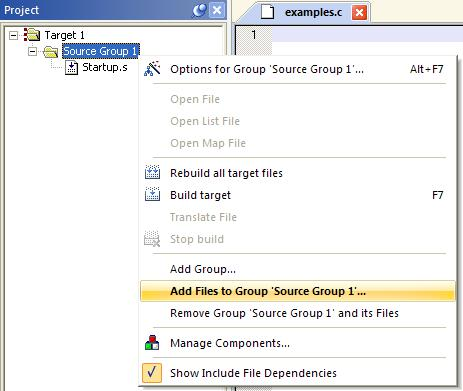 Project
examples.c
Target 1
1
Source Group 1
Startup.s
Options for Group 'Source Group 1'... Alt+F7
Open File
Open List File
Open Map File
Rebuild all target files
Build target F7
Translate File
Stop build
Add Group...
Add Files to Group 'Source Group 1'...
Remove Group 'Source Group 1' and its Files
Manage Components...
Show Include File Dependencies